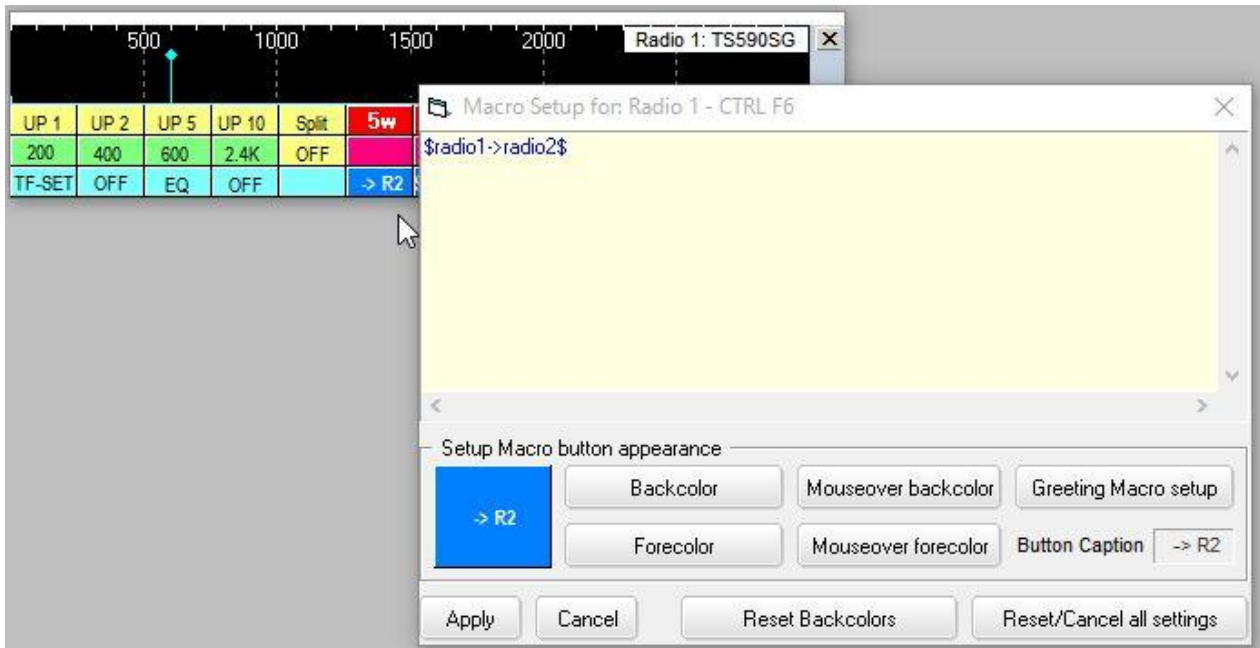 500 1000 1500 2000 Radio 1: TS590SG
UP 1 UP 2 UP 5 UP 10 Split 5w
200 400 600 2.4K OFF
TF-SET OFF EQ OFF -> R2
Macro Setup for: Radio 1 - CTRL F6
$radio1->radio2$
Setup Macro button appearance
-> R2
Backcolor Mouseover backcolor Greeting Macro setup
Forecolor Mouseover forecolor Button Caption -> R2
Apply Cancel Reset Backcolors Reset/Cancel all settings